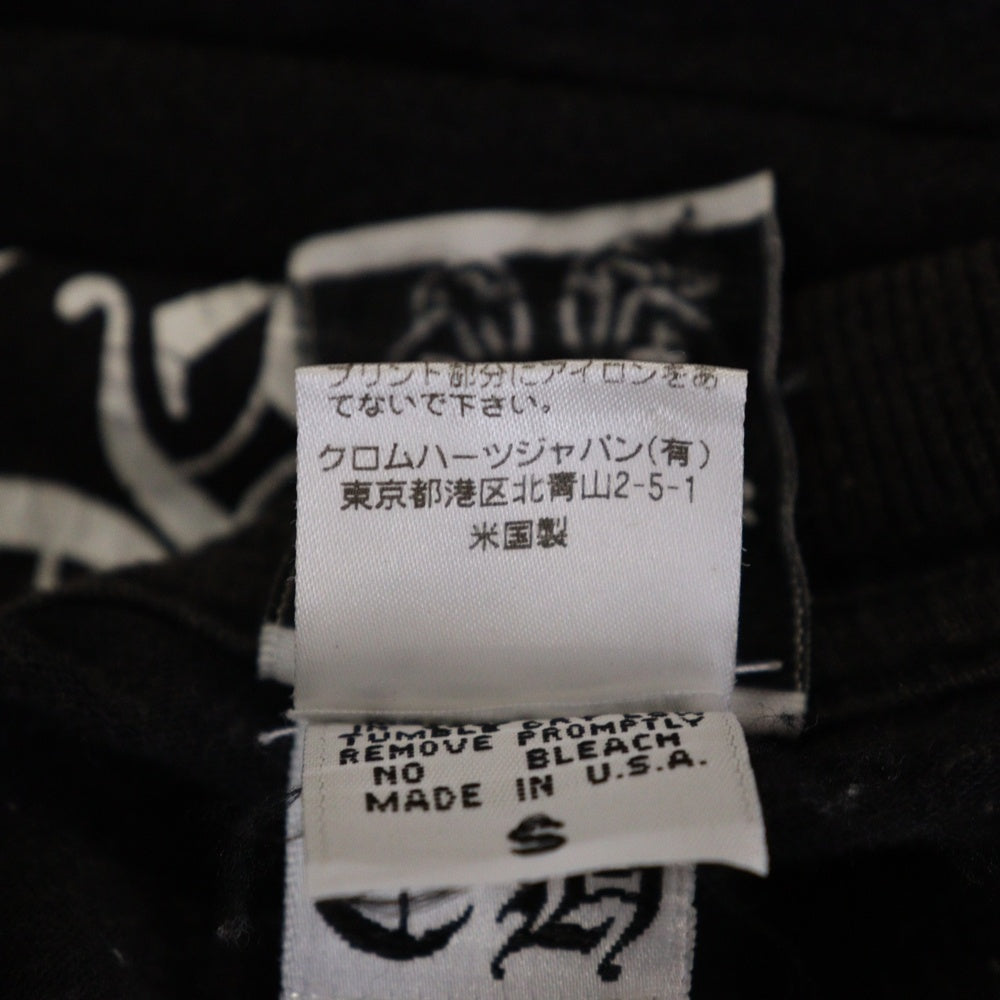 プリント部分にアイロンをあ
てないで下さい。
クロムハーツジャパン(有)
東京都港区北青山2-5-1
米国製
TUMBLE DRY
REMOVE PROMPTLY
NO BLEACH
MADE IN U.S.A.
S